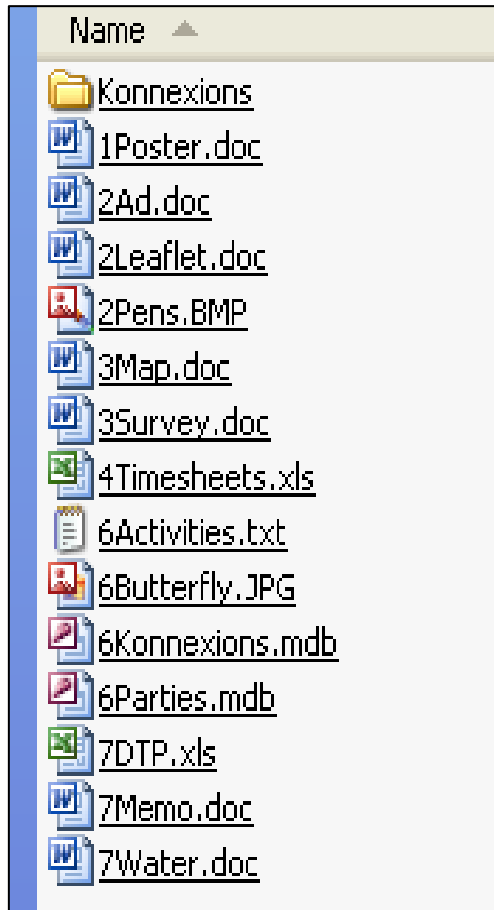 Name
Konnexions
1Poster.doc
2Ad.doc
2Leaflet.doc
2Pens.BMP
3Map.doc
3Survey.doc
4Timesheets.xls
6Activities.txt
6Butterfly.JPG
6Konnexions.mdb
6Parties.mdb
7DTP.xls
7Memo.doc
7Water.doc